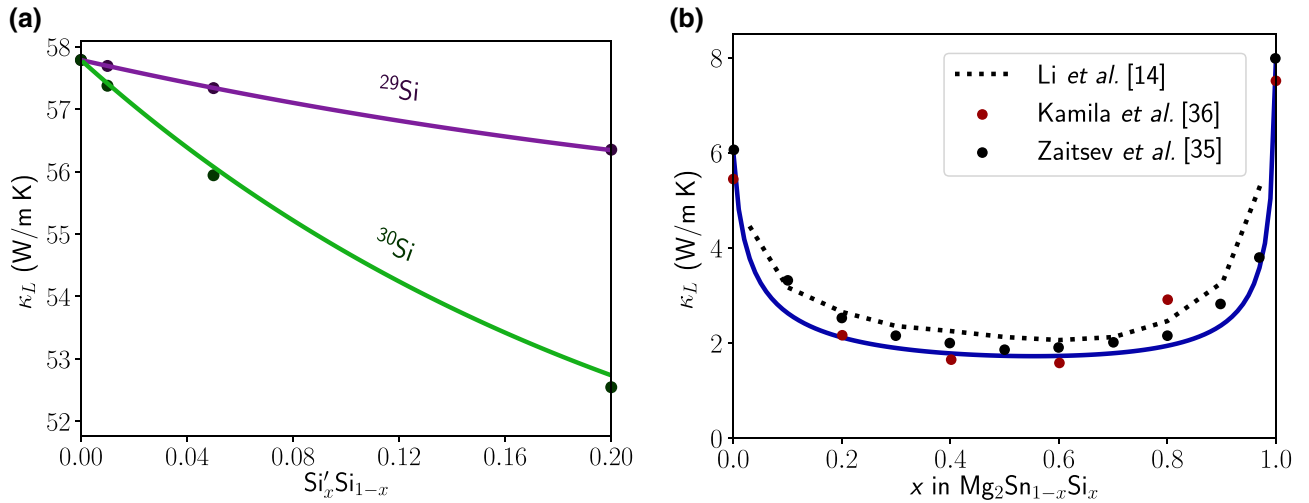 (a)
κ_L (W/m K)
58
57
56
55
54
53
52
²⁹Si
³⁰Si
0.00 0.04 0.08 0.12 0.16 0.20
Si′ₓSi₁₋ₓ
(b)
κ_L (W/m K)
8
6
4
2
0
Li et al. [14]
Kamila et al. [36]
Zaitsev et al. [35]
0.0 0.2 0.4 0.6 0.8 1.0
x in Mg₂Sn₁₋ₓSiₓ